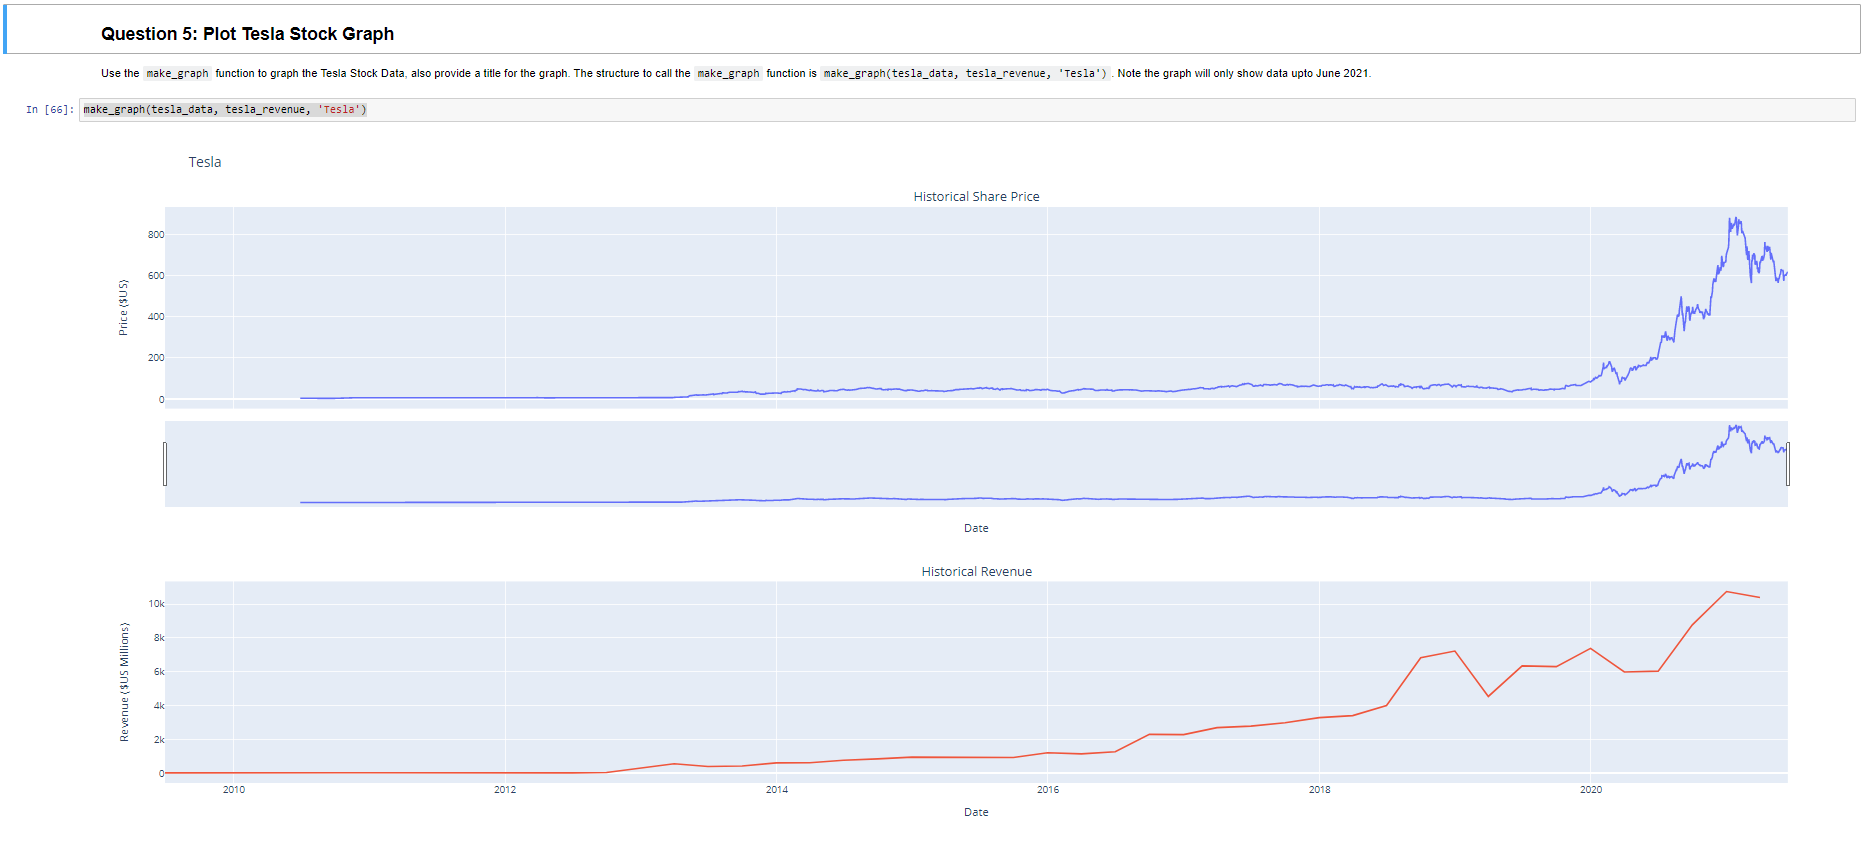 Question 5: Plot Tesla Stock Graph
Use the make_graph function to graph the Tesla Stock Data, also provide a title for the graph. The structure to call the make_graph function is make_graph(tesla_data, tesla_revenue, 'Tesla') . Note the graph will only show data upto June 2021.
In [66]: make_graph(tesla_data, tesla_revenue, 'Tesla')
Tesla
Historical Share Price
Price ($US)
800
600
400
200
0
Date
Historical Revenue
Revenue ($US Millions)
10k
8k
6k
4k
2k
0
2010 2012 2014 2016 2018 2020
Date